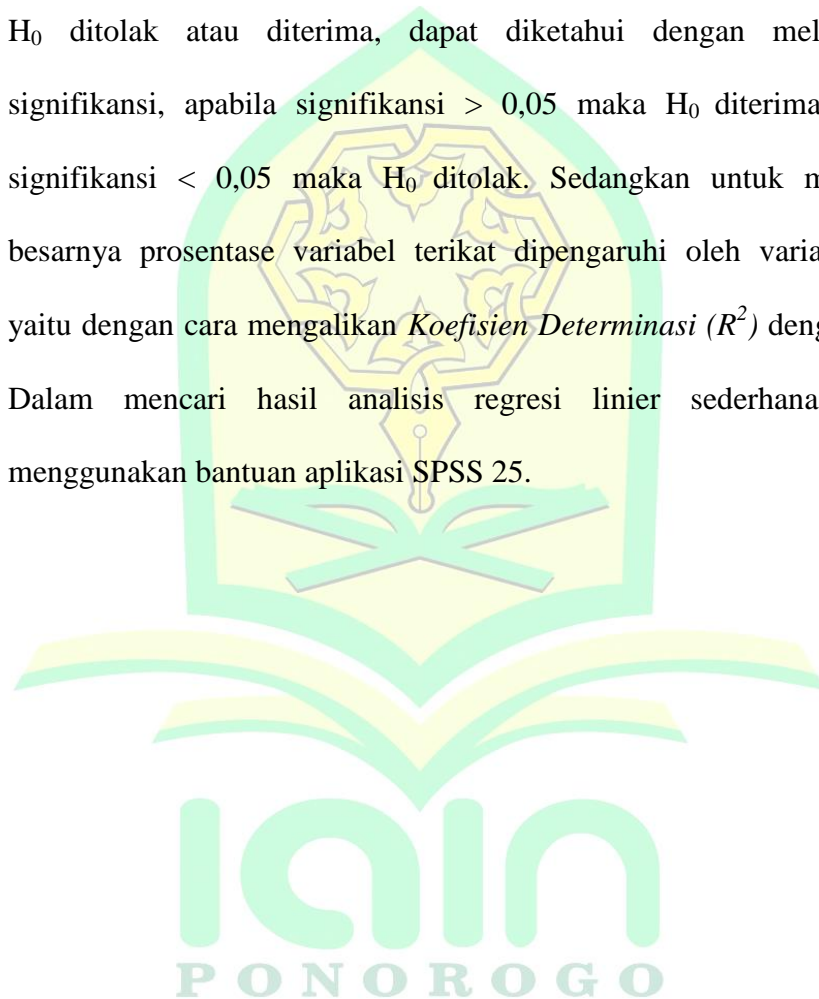 H₀ ditolak atau diterima, dapat diketahui dengan mel
signifikansi, apabila signifikansi > 0,05 maka H₀ diterima
signifikansi < 0,05 maka H₀ ditolak. Sedangkan untuk m
besarnya prosentase variabel terikat dipengaruhi oleh varia
yaitu dengan cara mengalikan Koefisien Determinasi (R²) deng
Dalam mencari hasil analisis regresi linier sederhana
menggunakan bantuan aplikasi SPSS 25.
iain
PONOROGO